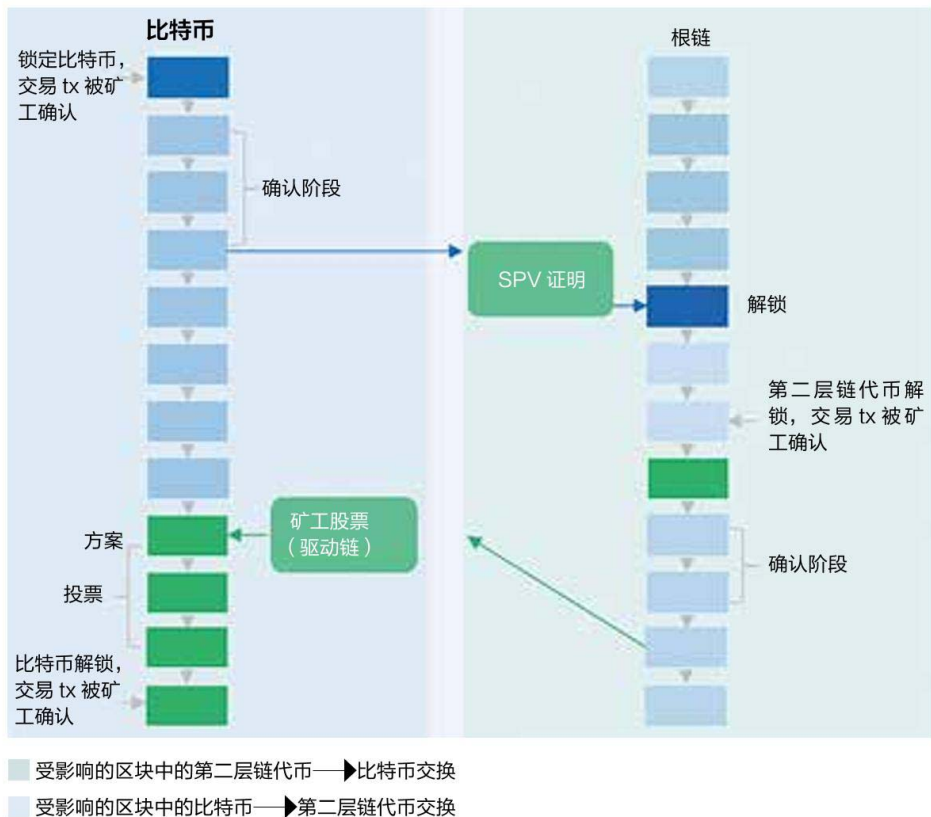 比特币
根链
锁定比特币，
交易 tx 被矿
工确认
确认阶段
SPV 证明
解锁
第二层链代币解
锁，交易 tx 被矿
工确认
矿工股票
（驱动链）
方案
投票
确认阶段
比特币解锁，
交易 tx 被矿
工确认
受影响的区块中的第二层链代币→比特币交换
受影响的区块中的比特币→第二层链代币交换